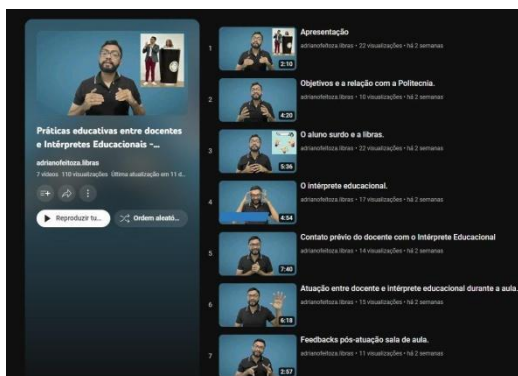 Práticas educativas entre docentes
e Intérpretes Educacionais -...
adrianofeitoza.libras
7 vídeos 110 visualizações Última atualização em 11 d...
Reproduzir tu...
Ordem aleató...
1
2:10
Apresentação
adrianofeitoza.libras • 22 visualizações • há 2 semanas
2
4:20
Objetivos e a relação com a Politecnia.
adrianofeitoza.libras • 10 visualizações • há 2 semanas
3
5:36
O aluno surdo e a libras.
adrianofeitoza.libras • 22 visualizações • há 2 semanas
4
4:54
O intérprete educacional.
adrianofeitoza.libras • 17 visualizações • há 2 semanas
5
7:40
Contato prévio do docente com o Intérprete Educacional
adrianofeitoza.libras • 14 visualizações • há 2 semanas
6
6:18
Atuação entre docente e intérprete educacional durante a aula.
adrianofeitoza.libras • 15 visualizações • há 2 semanas
7
2:57
Feedbacks pós-atuação sala de aula.
adrianofeitoza.libras • 11 visualizações • há 2 semanas